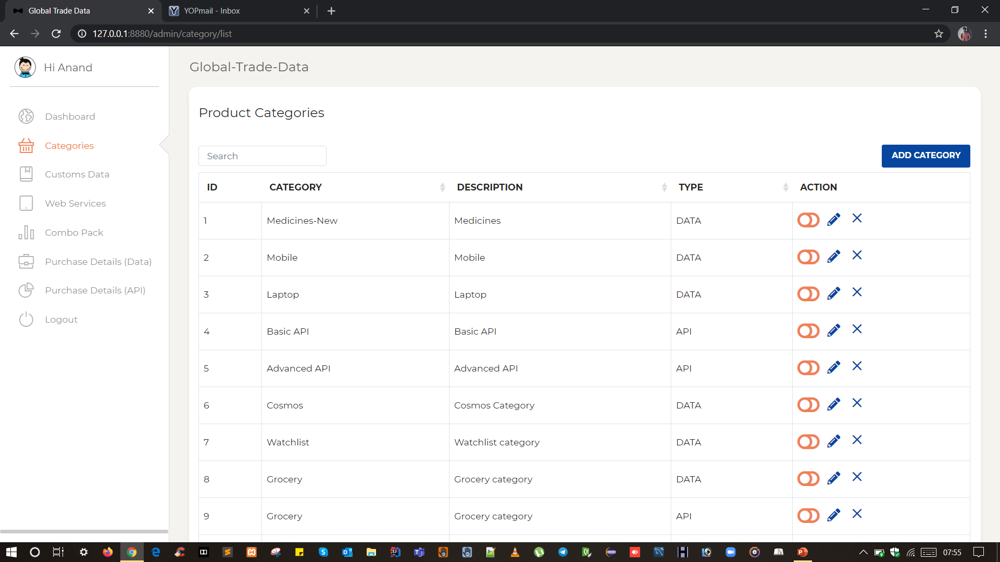 Global Trade Data
YOPmail - Inbox
127.0.0.1:8880/admin/category/list
Hi Anand
Global-Trade-Data
Dashboard
Categories
Customs Data
Web Services
Combo Pack
Purchase Details (Data)
Purchase Details (API)
Logout
Product Categories
Search
ADD CATEGORY
ID CATEGORY DESCRIPTION TYPE ACTION
1 Medicines-New Medicines DATA
2 Mobile Mobile DATA
3 Laptop Laptop DATA
4 Basic API Basic API API
5 Advanced API Advanced API API
6 Cosmos Cosmos Category DATA
7 Watchlist Watchlist category DATA
8 Grocery Grocery category DATA
9 Grocery Grocery category API
07:55